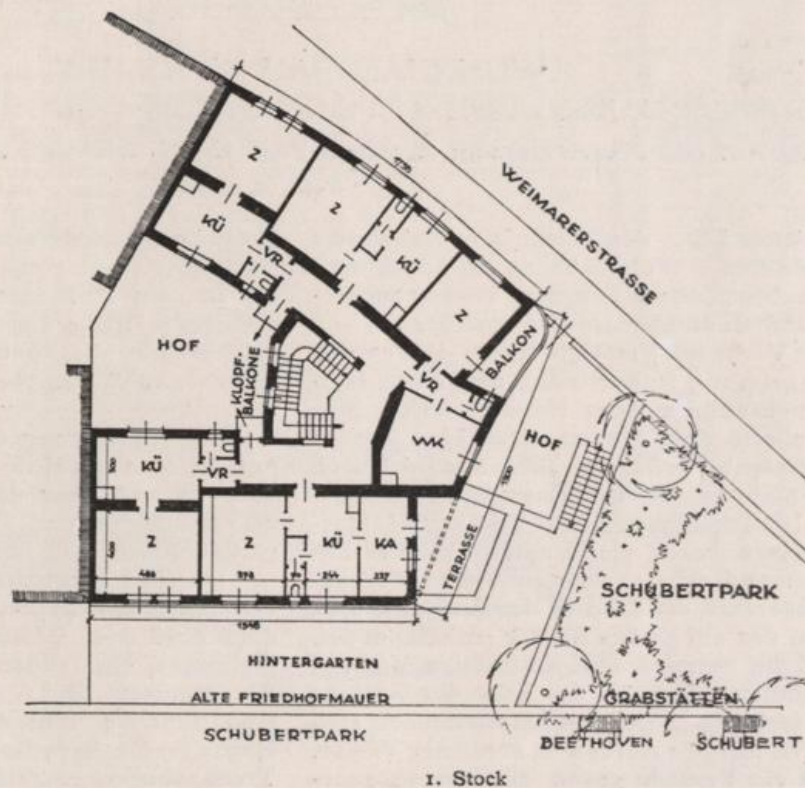 WEIMARERSTRASSE
Z
Z
KÜ
VR
KÜ
Z
HOF
KLOPF-
BALKONE
VR
BALKON
WK
HOF
KÜ
VR
Z
Z
KÜ
KA
TERRASSE
SCHUBERTPARK
1546
HINTERGARTEN
ALTE FRIEDHOFMAUER
GRABSTÄTTEN
SCHUBERTPARK
BEETHOVEN
SCHUBERT
1. Stock